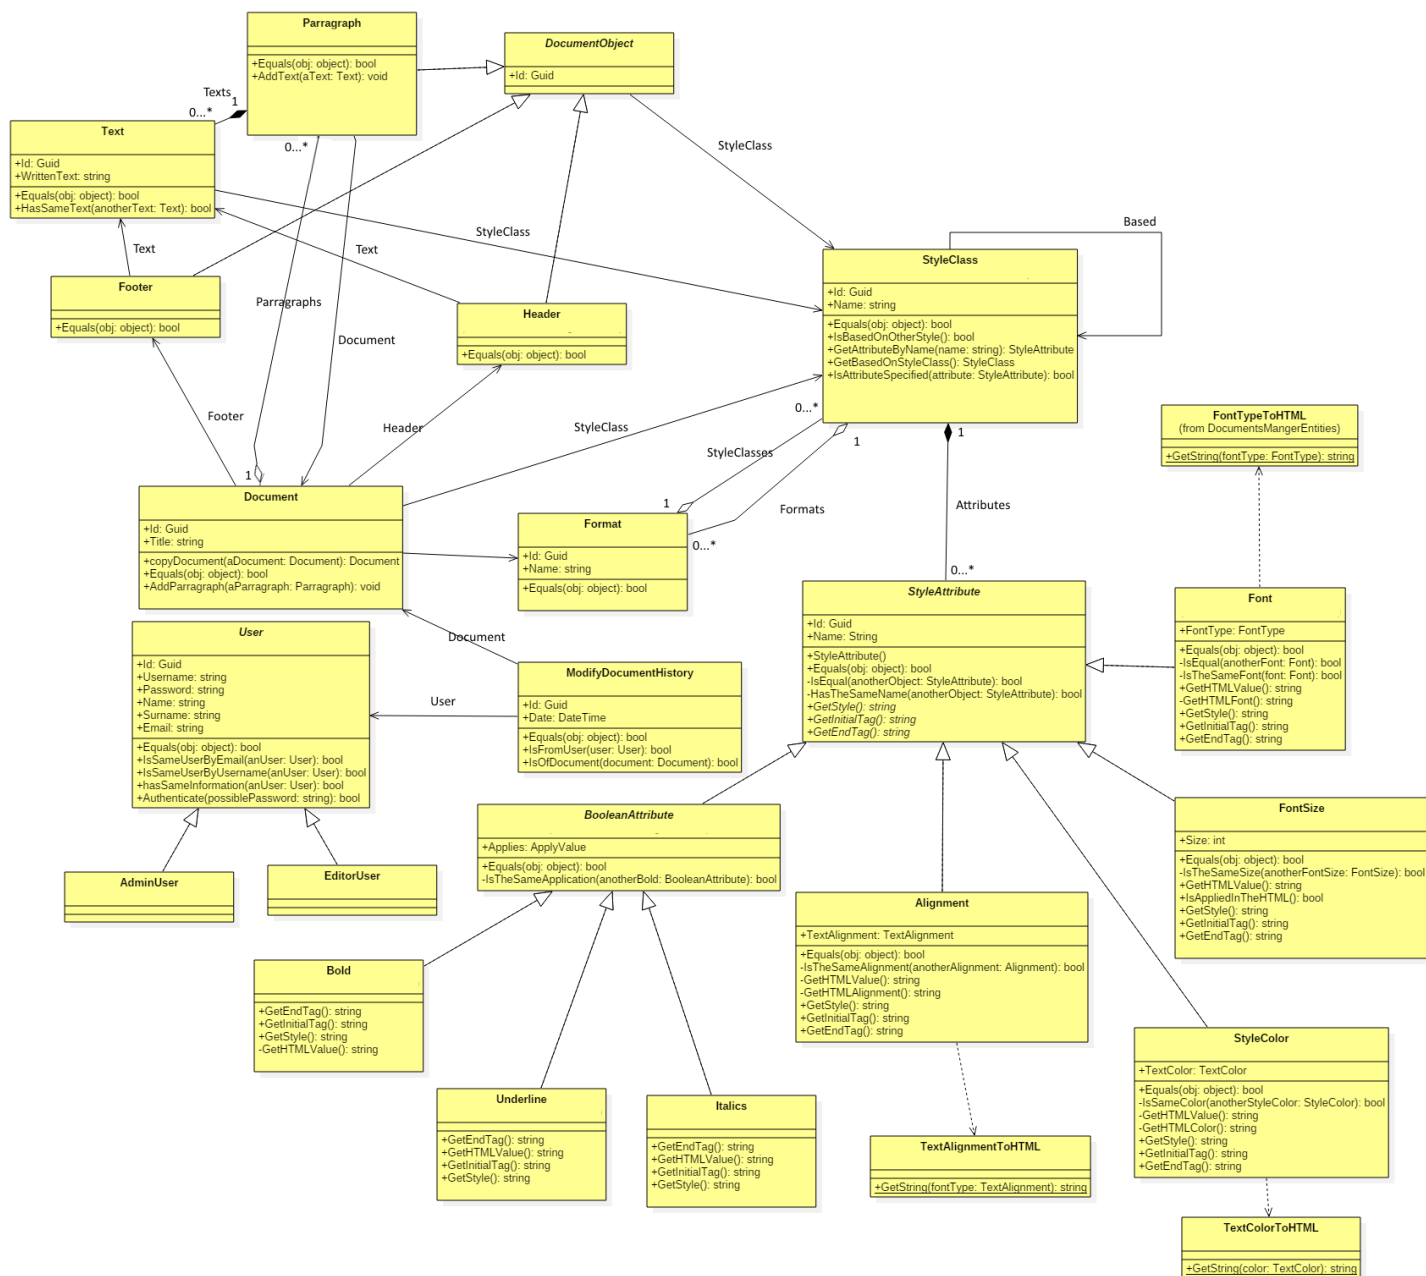 Parragraph
+Equals(obj: object): bool
+AddText(aText: Text): void
DocumentObject
+Id: Guid
Texts
1
0...*
Text
+Id: Guid
+WrittenText: string
+Equals(obj: object): bool
+HasSameText(anotherText: Text): bool
0...*
StyleClass
Based
StyleClass
Text
Text
StyleClass
+Id: Guid
+Name: string
+Equals(obj: object): bool
+IsBasedOnOtherStyle(): bool
+GetAttributeByName(name: string): StyleAttribute
+GetBasedOnStyleClass(): StyleClass
+IsAttributeSpecified(attribute: StyleAttribute): bool
Footer
+Equals(obj: object): bool
Parragraphs
Document
Header
+Equals(obj: object): bool
Footer
Header
StyleClass
0...*
1
1
StyleClasses
FontTypeToHTML
(from DocumentsMangerEntities)
+GetString(fontType: FontType): string
1
Document
+Id: Guid
+Title: string
+copyDocument(aDocument: Document): Document
+Equals(obj: object): bool
+AddParragraph(aParagraph: Parragraph): void
1
Format
+Id: Guid
+Name: string
+Equals(obj: object): bool
Formats
0...*
Attributes
0...*
StyleAttribute
+Id: Guid
+Name: String
+StyleAttribute()
+Equals(obj: object): bool
-IsEqual(anotherObject: StyleAttribute): bool
-HasTheSameName(anotherObject: StyleAttribute): bool
+GetStyle(): string
+GetInitialTag(): string
+GetEndTag(): string
Font
+FontType: FontType
+Equals(obj: object): bool
-IsEqual(anotherFont: Font): bool
-IsTheSameFont(font: Font): bool
+GetHTMLValue(): string
-GetHTMLFont(): string
+GetStyle(): string
+GetInitialTag(): string
+GetEndTag(): string
User
+Id: Guid
+Username: string
+Password: string
+Name: string
+Surname: string
+Email: string
+Equals(obj: object): bool
+IsSameUserByEmail(anUser: User): bool
+IsSameUserByUsername(anUser: User): bool
+hasSameInformation(anUser: User): bool
+Authenticate(possiblePassword: string): bool
Document
User
ModifyDocumentHistory
+Id: Guid
+Date: DateTime
+Equals(obj: object): bool
+IsFromUser(user: User): bool
+IsOfDocument(document: Document): bool
AdminUser
EditorUser
BooleanAttribute
+Applies: ApplyValue
+Equals(obj: object): bool
-IsTheSameApplication(anotherBold: BooleanAttribute): bool
FontSize
+Size: int
+Equals(obj: object): bool
-IsTheSameSize(anotherFontSize: FontSize): bool
+GetHTMLValue(): string
+IsAppliedInTheHTML(): bool
+GetStyle(): string
+GetInitialTag(): string
+GetEndTag(): string
Alignment
+TextAlignment: TextAlignment
+Equals(obj: object): bool
-IsTheSameAlignment(anotherAlignment: Alignment): bool
-GetHTMLValue(): string
-GetHTMLAlignment(): string
+GetStyle(): string
+GetInitialTag(): string
+GetEndTag(): string
Bold
+GetEndTag(): string
+GetInitialTag(): string
+GetStyle(): string
-GetHTMLValue(): string
Underline
+GetEndTag(): string
+GetHTMLValue(): string
+GetInitialTag(): string
+GetStyle(): string
Italics
+GetEndTag(): string
+GetHTMLValue(): string
+GetInitialTag(): string
+GetStyle(): string
StyleColor
+TextColor: TextColor
+Equals(obj: object): bool
-IsSameColor(anotherStyleColor: StyleColor): bool
-GetHTMLValue(): string
-GetHTMLColor(): string
+GetStyle(): string
+GetInitialTag(): string
+GetEndTag(): string
TextAlignmentToHTML
+GetString(fontType: TextAlignment): string
TextColorToHTML
+GetString(color: TextColor): string